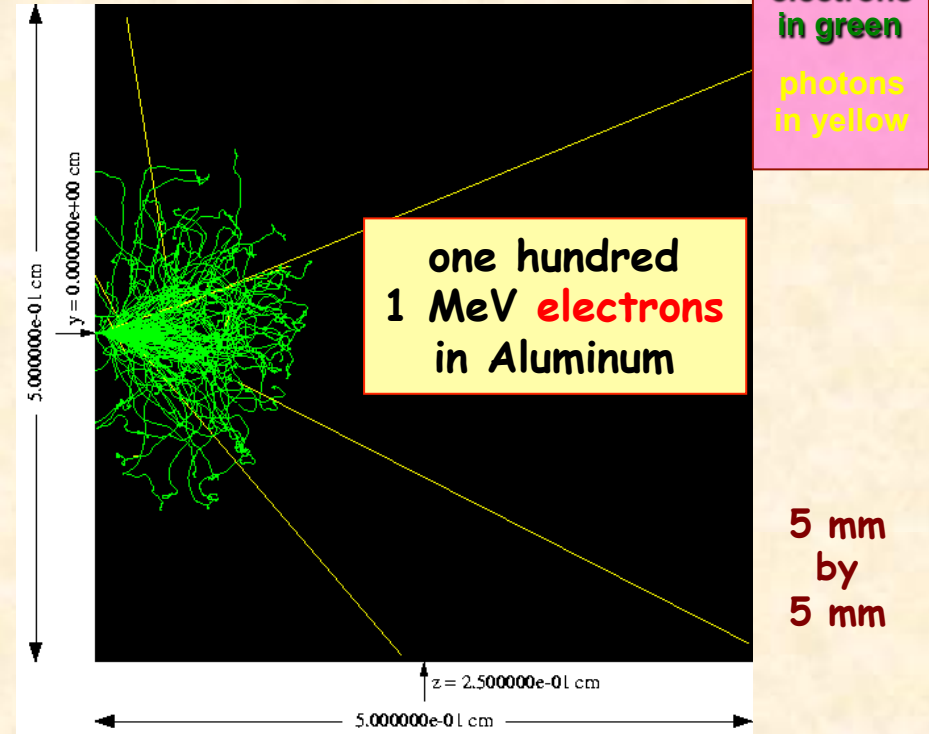 electrons
in green
photons
in yellow
5.000000e-01 cm
y = 0.000000e+00 cm
one hundred
1 MeV electrons
in Aluminum
5 mm
by
5 mm
z = 2.500000e-01 cm
5.000000e-01 cm